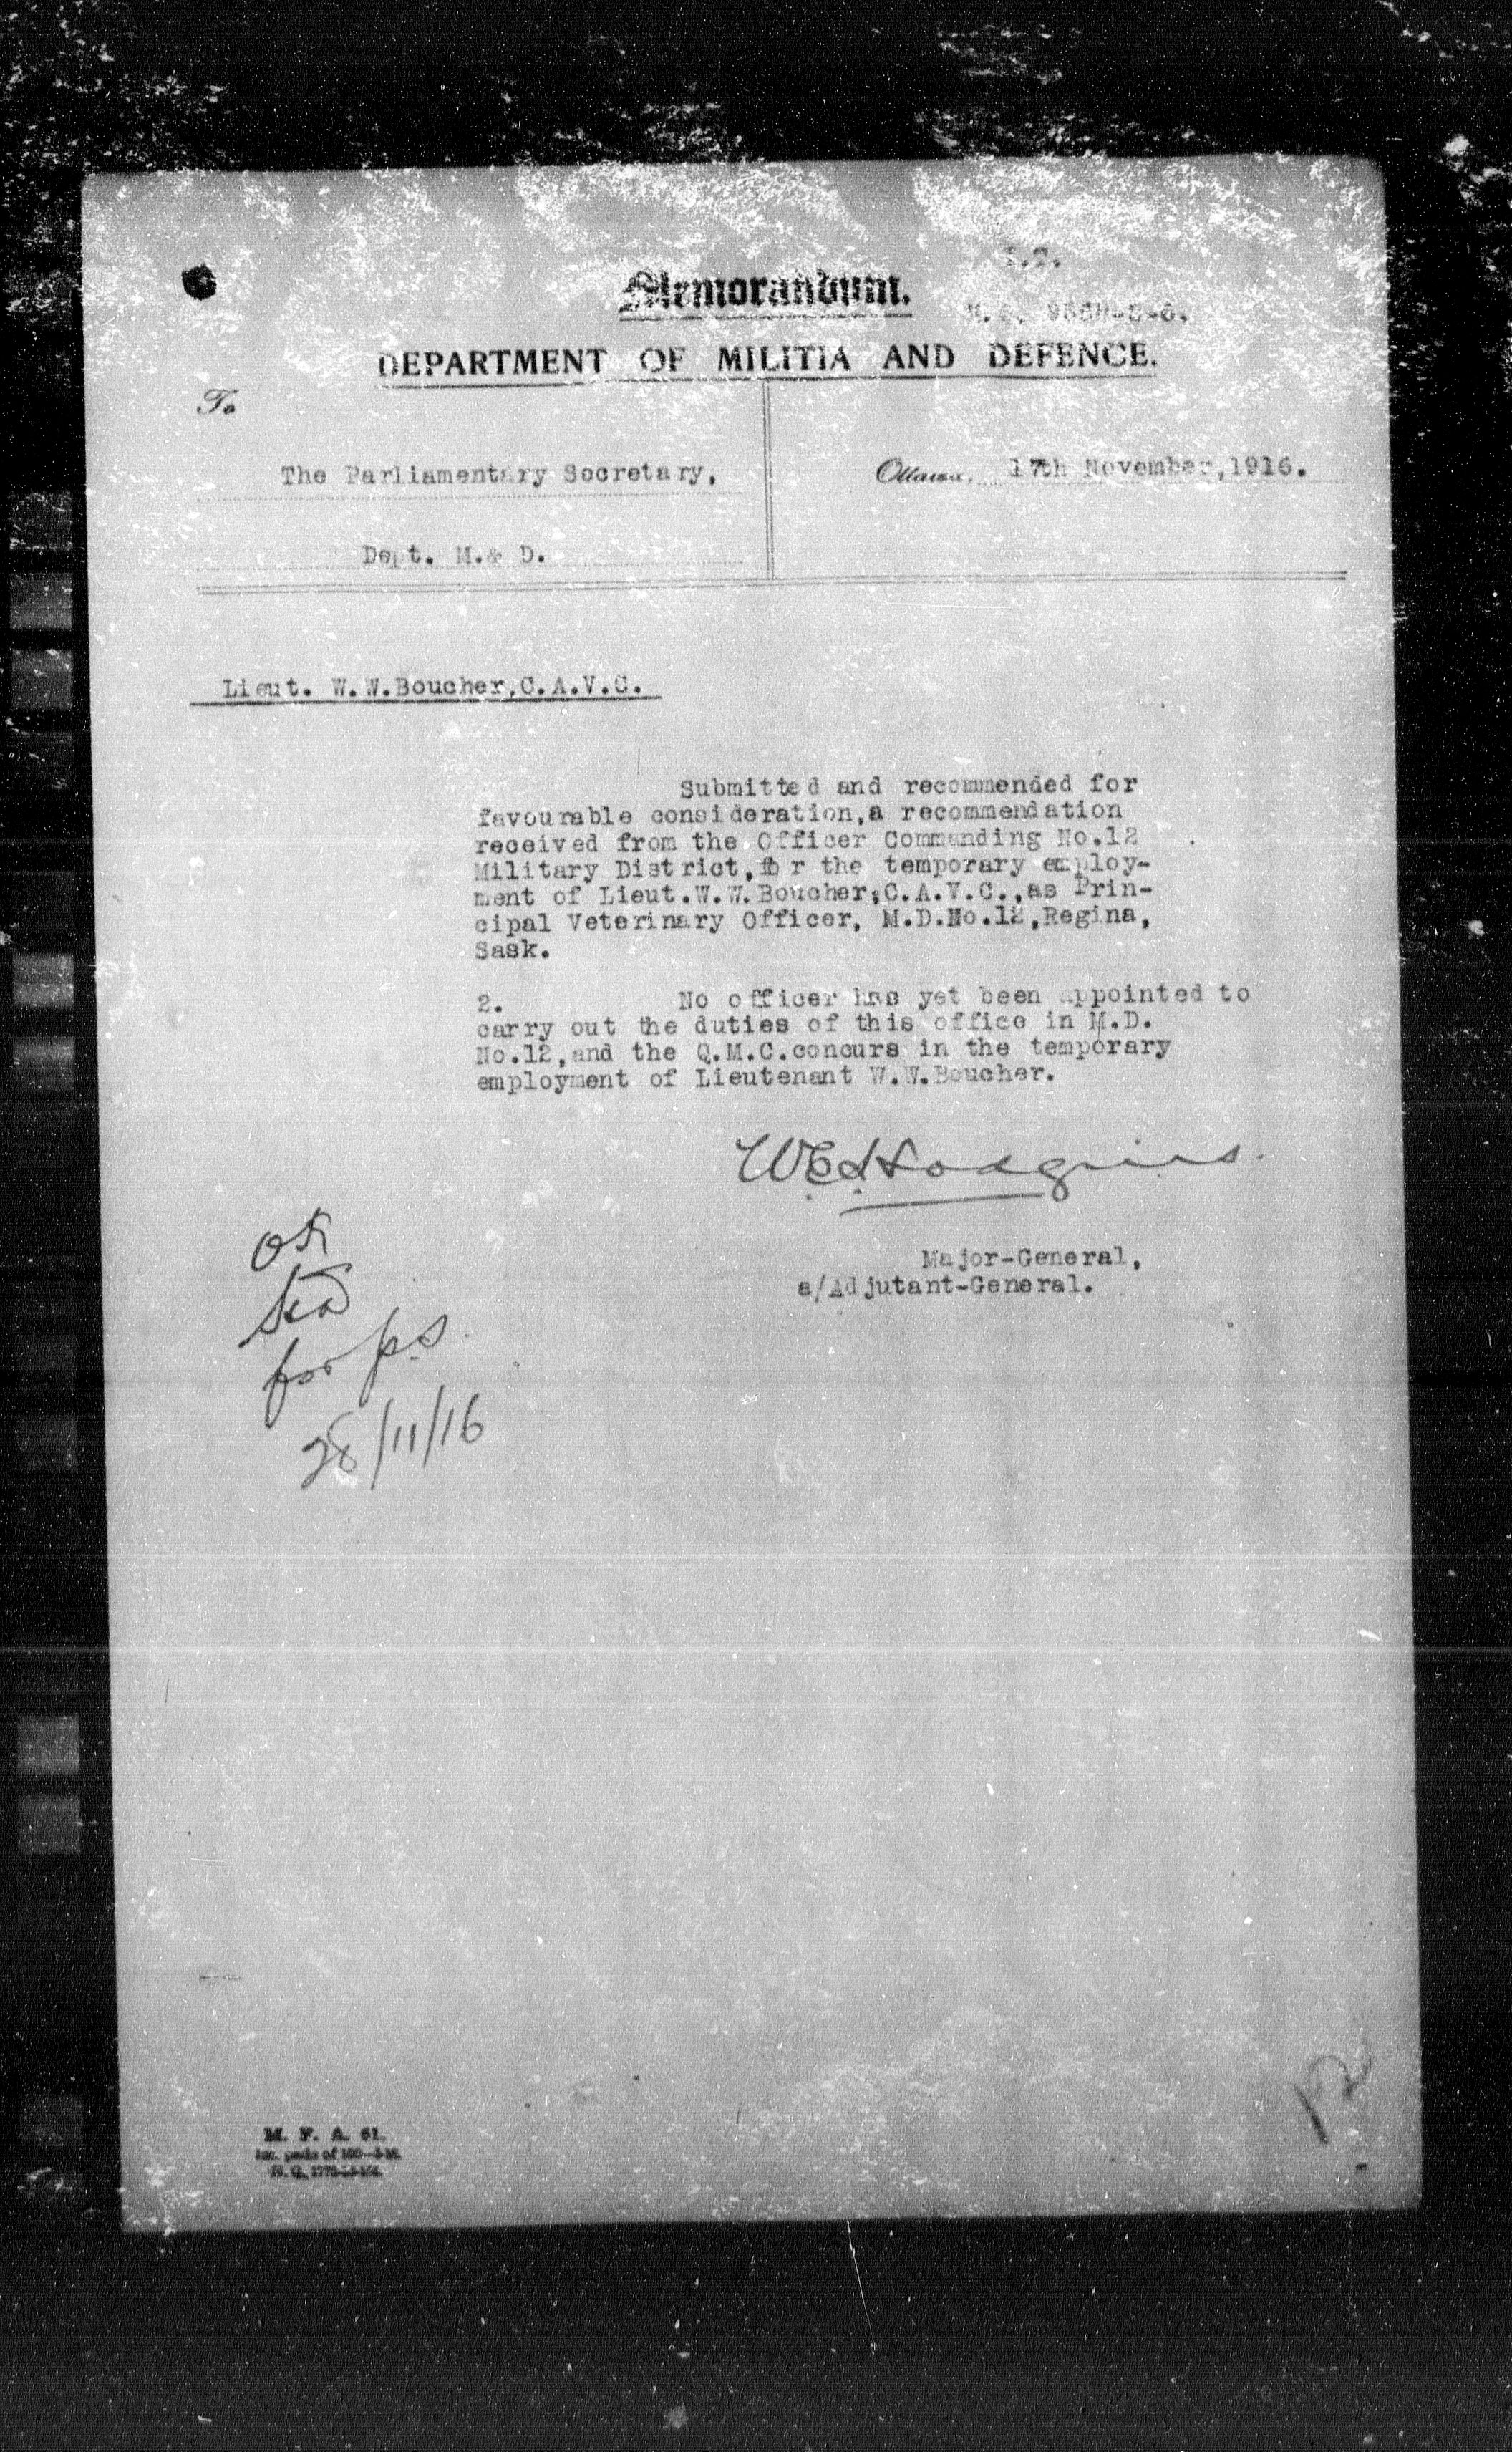 Memorandum.
DEPARTMENT OF MILITIA AND DEFENCE.
To
The Parliamentary Secretary,
Ottawa, 17th November,1916.
Dept. M.& D.
Lieut. W.W.Boucher,C.A.V.C.
Submitted and recommended for
favourable consideration,a recommendation
received from the Officer Commanding No.12
Military District,fo r the temporary employ-
ment of Lieut.W.W.Boucher,C.A.V.C.,as Prin-
cipal Veterinary Officer, M.D.No.12,Regina,
Sask.
2. No officer has yet been appointed to
carry out the duties of this office in M.D.
No.12,and the Q.M.C.concurs in the temporary
employment of Lieutenant W.W.Boucher.
W.E. Hodgins.
Major-General,
a/Adjutant-General.
OK
for p.s.
28/11/16
12
M. F. A. 61.